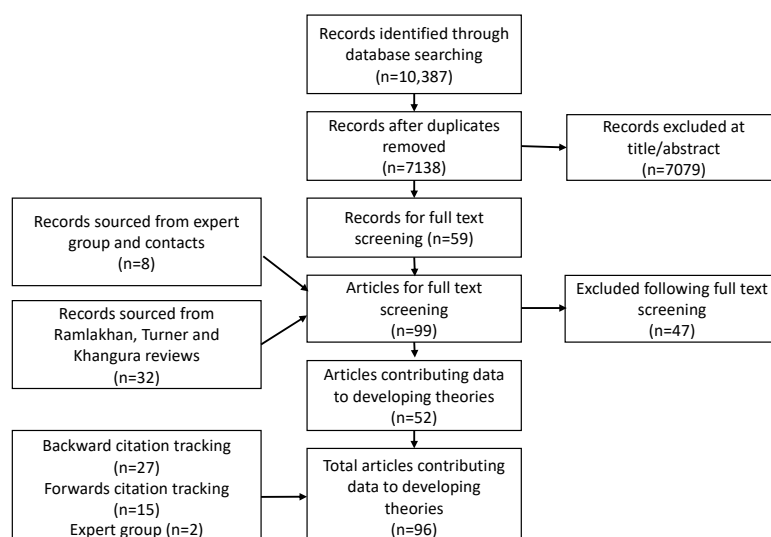 Records identified through
database searching
(n=10,387)
Records after duplicates
removed
(n=7138)
Records excluded at
title/abstract
(n=7079)
Records for full text
screening (n=59)
Records sourced from expert
group and contacts
(n=8)
Articles for full text
screening
(n=99)
Excluded following full text
screening
(n=47)
Records sourced from
Ramlakhan, Turner and
Khangura reviews
(n=32)
Articles contributing data
to developing theories
(n=52)
Backward citation tracking
(n=27)
Forwards citation tracking
(n=15)
Expert group (n=2)
Total articles contributing
data to developing
theories
(n=96)